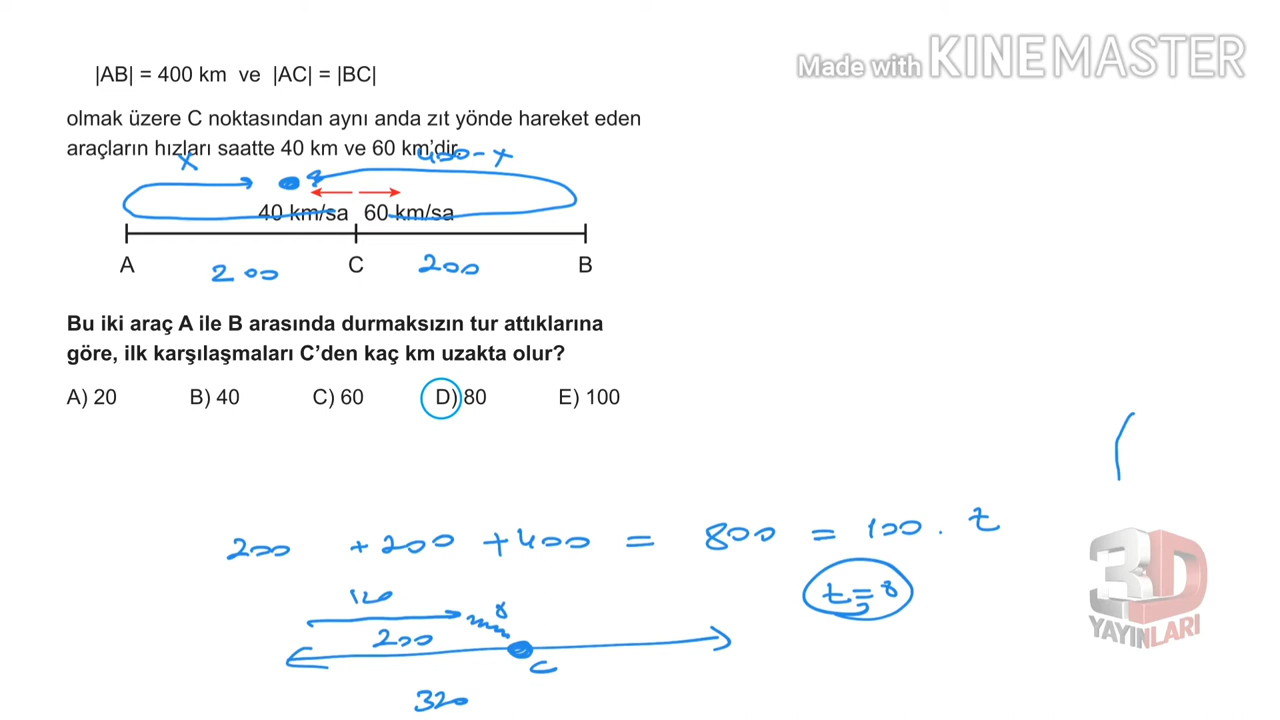 Made with KINEMASTER
|AB| = 400 km ve |AC| = |BC|
olmak üzere C noktasından aynı anda zıt yönde hareket eden
araçların hızları saatte 40 km ve 60 km'dir.
x 400-x
40 km/sa 60 km/sa
A C B
200 200
Bu iki araç A ile B arasında durmaksızın tur attıklarına
göre, ilk karşılaşmaları C'den kaç km uzakta olur?
A) 20 B) 40 C) 60 D) 80 E) 100
200 +200 +400 = 800 = 100 . t
t = 8
120
200
C
320
3D
YAYINLARI